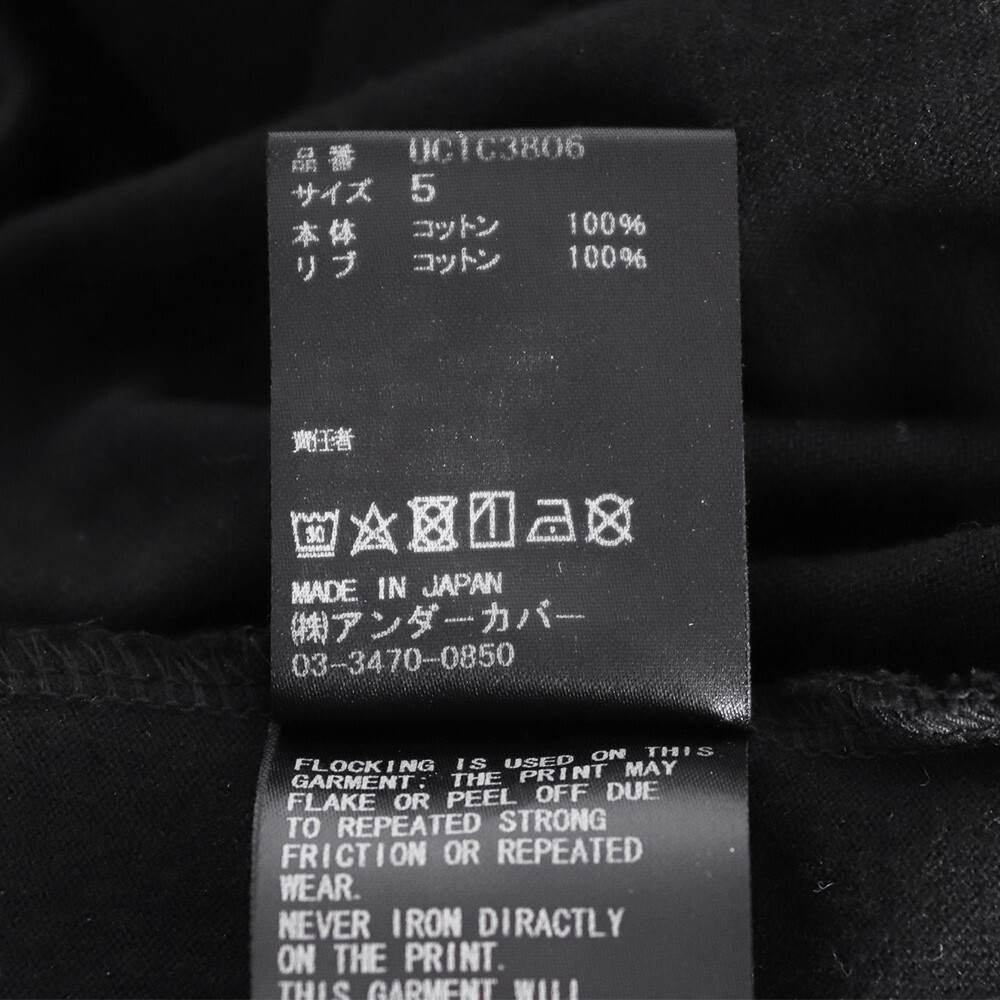 品番 UC1C3806
サイズ 5
本体 コットン 100%
リブ コットン 100%
責任者
30
MADE IN JAPAN
㈱アンダーカバー
03-3470-0850
FLOCKING IS USED ON THIS
GARMENT: THE PRINT MAY
FLAKE OR PEEL OFF DUE
TO REPEATED STRONG
FRICTION OR REPEATED
WEAR.
NEVER IRON DIRACTLY
ON THE PRINT.
THIS GARMENT WILL